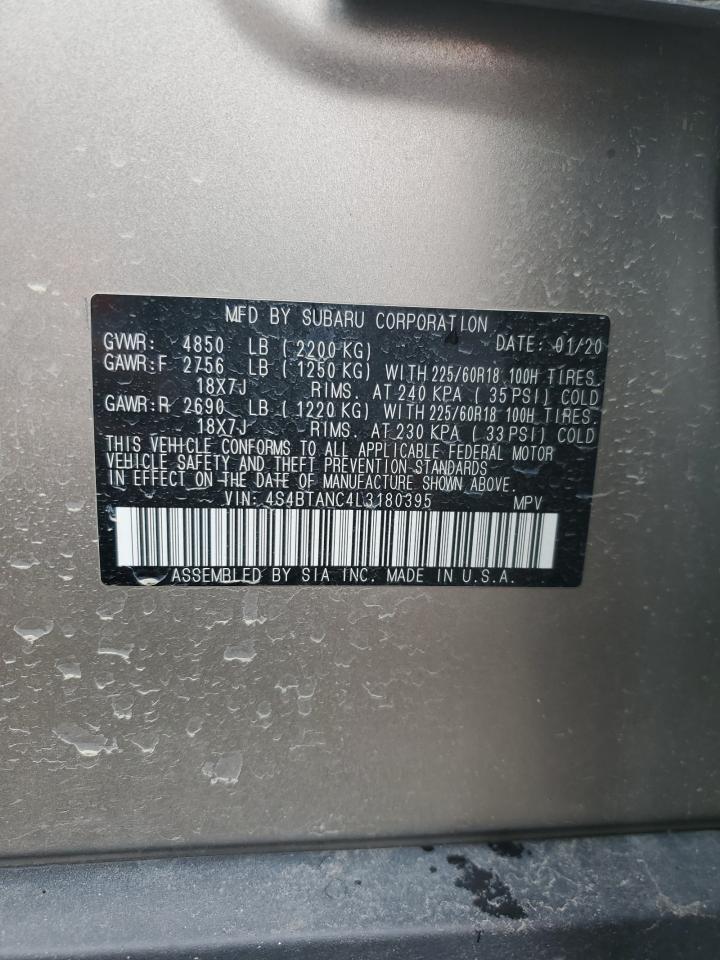 MFD BY SUBARU CORPORATION DATE: 01/20
GVWR: 4850 LB (2200 KG)
GAWR:F 2756 LB (1250 KG) WITH 225/60R18 100H TIRES.
18X7J RIMS. AT 240 KPA (35 PSI) COLD
GAWR:R 2690 LB (1220 KG) WITH 225/60R18 100H TIRES.
18X7J RIMS. AT 230 KPA (33 PSI) COLD
THIS VEHICLE CONFORMS TO ALL APPLICABLE FEDERAL MOTOR
VEHICLE SAFETY AND THEFT PREVENTION STANDARDS
IN EFFECT ON THE DATE OF MANUFACTURE SHOWN ABOVE.
VIN: 4S4BTANC4L3180395 MPV
ASSEMBLED BY SIA INC. MADE IN U.S.A.